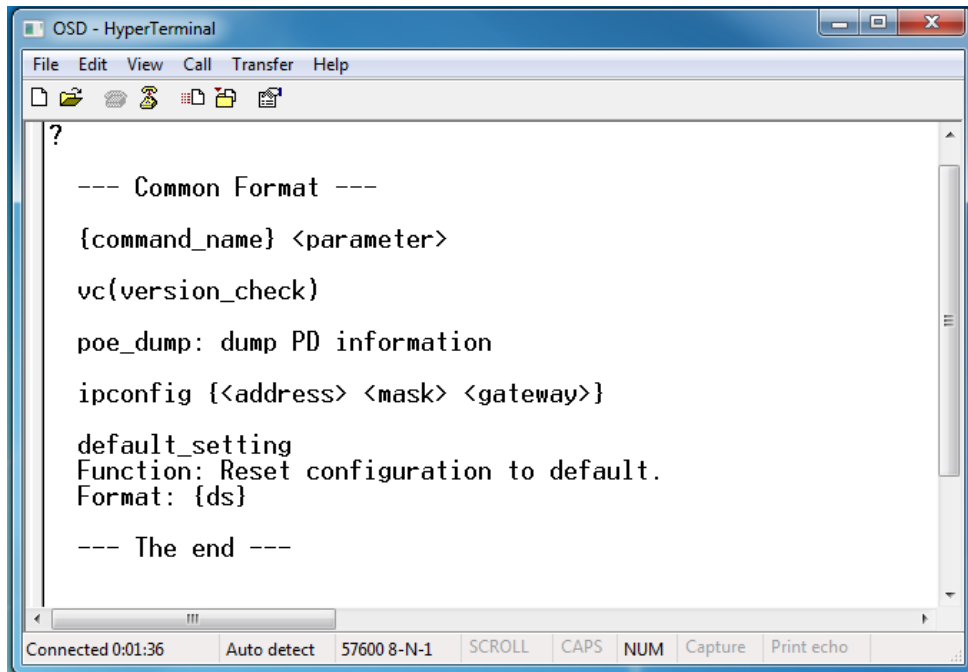 OSD - HyperTerminal
File Edit View Call Transfer Help
?
--- Common Format ---
{command_name} <parameter>
vc(version_check)
poe_dump: dump PD information
ipconfig {<address> <mask> <gateway>}
default_setting
Function: Reset configuration to default.
Format: {ds}
--- The end ---
Connected 0:01:36 Auto detect 57600 8-N-1 SCROLL CAPS NUM Capture Print echo